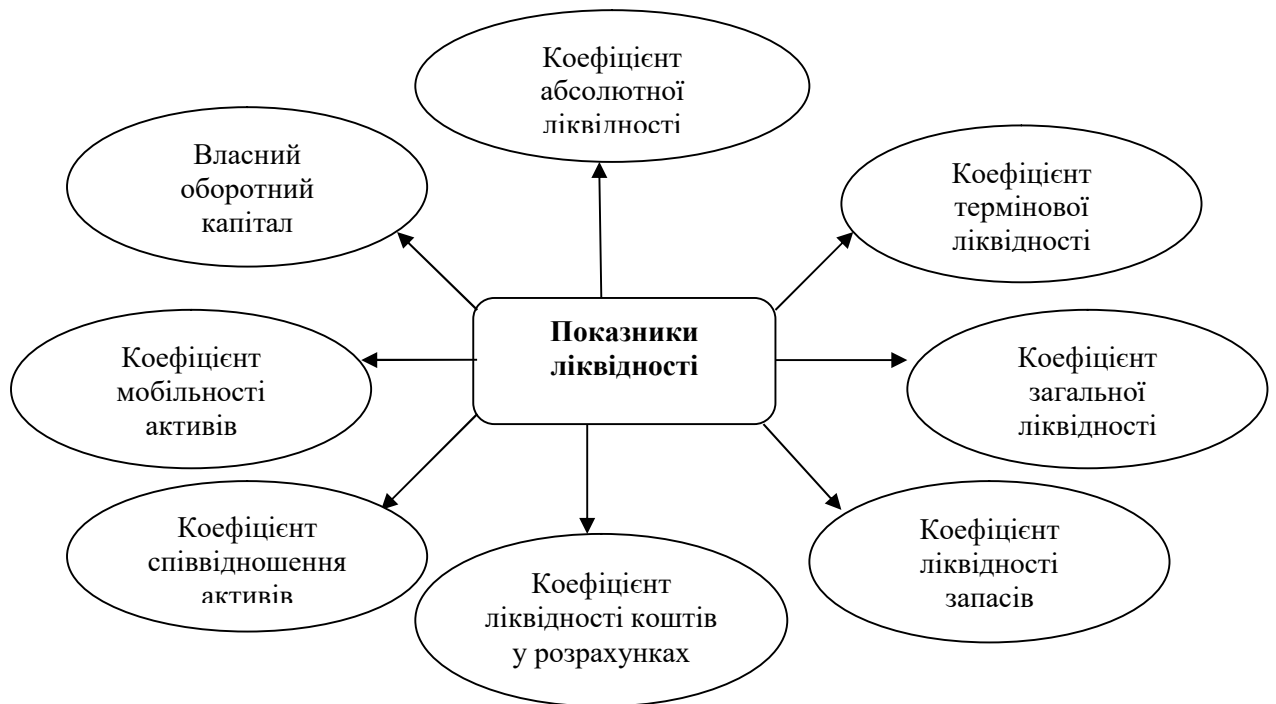 Коефіцієнт
абсолютної
ліквідності
Власний
оборотний
капітал
Коефіцієнт
термінової
ліквідності
Показники
ліквідності
Коефіцієнт
мобільності
активів
Коефіцієнт
загальної
ліквідності
Коефіцієнт
співвідношення
активів
Коефіцієнт
ліквідності коштів
у розрахунках
Коефіцієнт
ліквідності
запасів